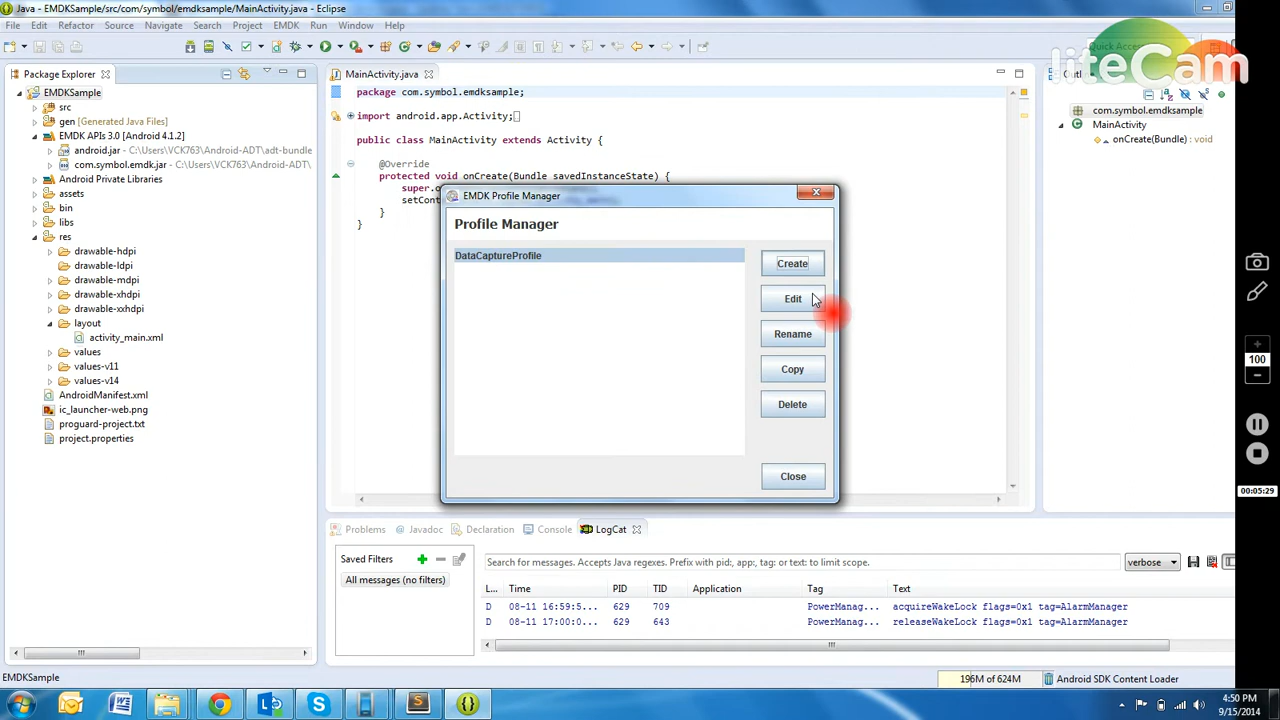 Java - EMDKSample/src/com/symbol/emdksample/MainActivity.java - Eclipse
File Edit Refactor Source Navigate Search Project EMDK Run Window Help
Quick Access
liteCam
Package Explorer
MainActivity.java
EMDKSample
src
gen [Generated Java Files]
EMDK APIs 3.0 [Android 4.1.2]
android.jar - C:\Users\VCK763\Android-ADT\adt-bundle
com.symbol.emdk.jar - C:\Users\VCK763\Android-ADT
Android Private Libraries
assets
bin
libs
res
drawable-hdpi
drawable-ldpi
drawable-mdpi
drawable-xhdpi
drawable-xxhdpi
layout
activity_main.xml
values
values-v11
values-v14
AndroidManifest.xml
ic_launcher-web.png
proguard-project.txt
project.properties
package com.symbol.emdksample;
import android.app.Activity;
public class MainActivity extends Activity {
@Override
protected void onCreate(Bundle savedInstanceState) {
super.o
setCont
}
}
com.symbol.emdksample
MainActivity
onCreate(Bundle) : void
EMDK Profile Manager
Profile Manager
DataCaptureProfile
Create
Edit
Rename
Copy
Delete
Close
100
00:05:29
Problems Javadoc Declaration Console LogCat
Saved Filters
All messages (no filters)
Search for messages. Accepts Java regexes. Prefix with pid:, app:, tag: or text: to limit scope.
verbose
L... Time PID TID Application Tag Text
D 08-11 16:59:5... 629 709 PowerManag... acquireWakeLock flags=0x1 tag=AlarmManager
D 08-11 17:00:0... 629 643 PowerManag... releaseWakeLock flags=0x1 tag=AlarmManager
EMDKSample
196M of 624M
Android SDK Content Loader
4:50 PM
9/15/2014